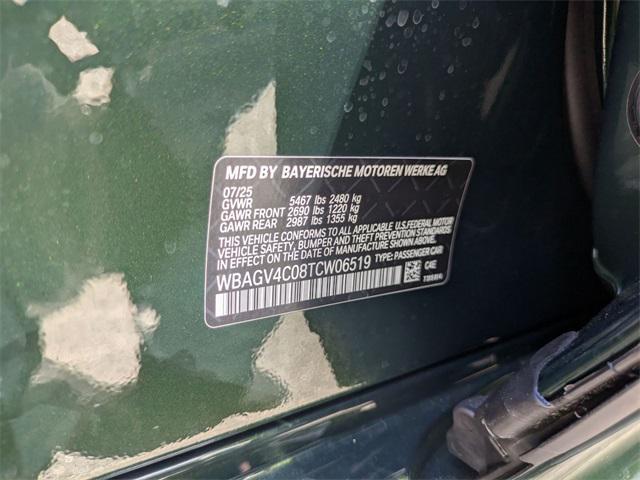 MFD BY BAYERISCHE MOTOREN WERKE AG
07/25
GVWR 5467 lbs 2480 kg
GAWR FRONT 2690 lbs 1220 kg
GAWR REAR 2987 lbs 1355 kg
THIS VEHICLE CONFORMS TO ALL APPLICABLE U.S. FEDERAL MOTOR
VEHICLE SAFETY, BUMPER AND THEFT PREVENTION STANDARDS IN
EFFECT ON THE DATE OF MANUFACTURE SHOWN ABOVE.
WBAGV4C08TCW06519 TYPE: PASSENGER CAR
C4E